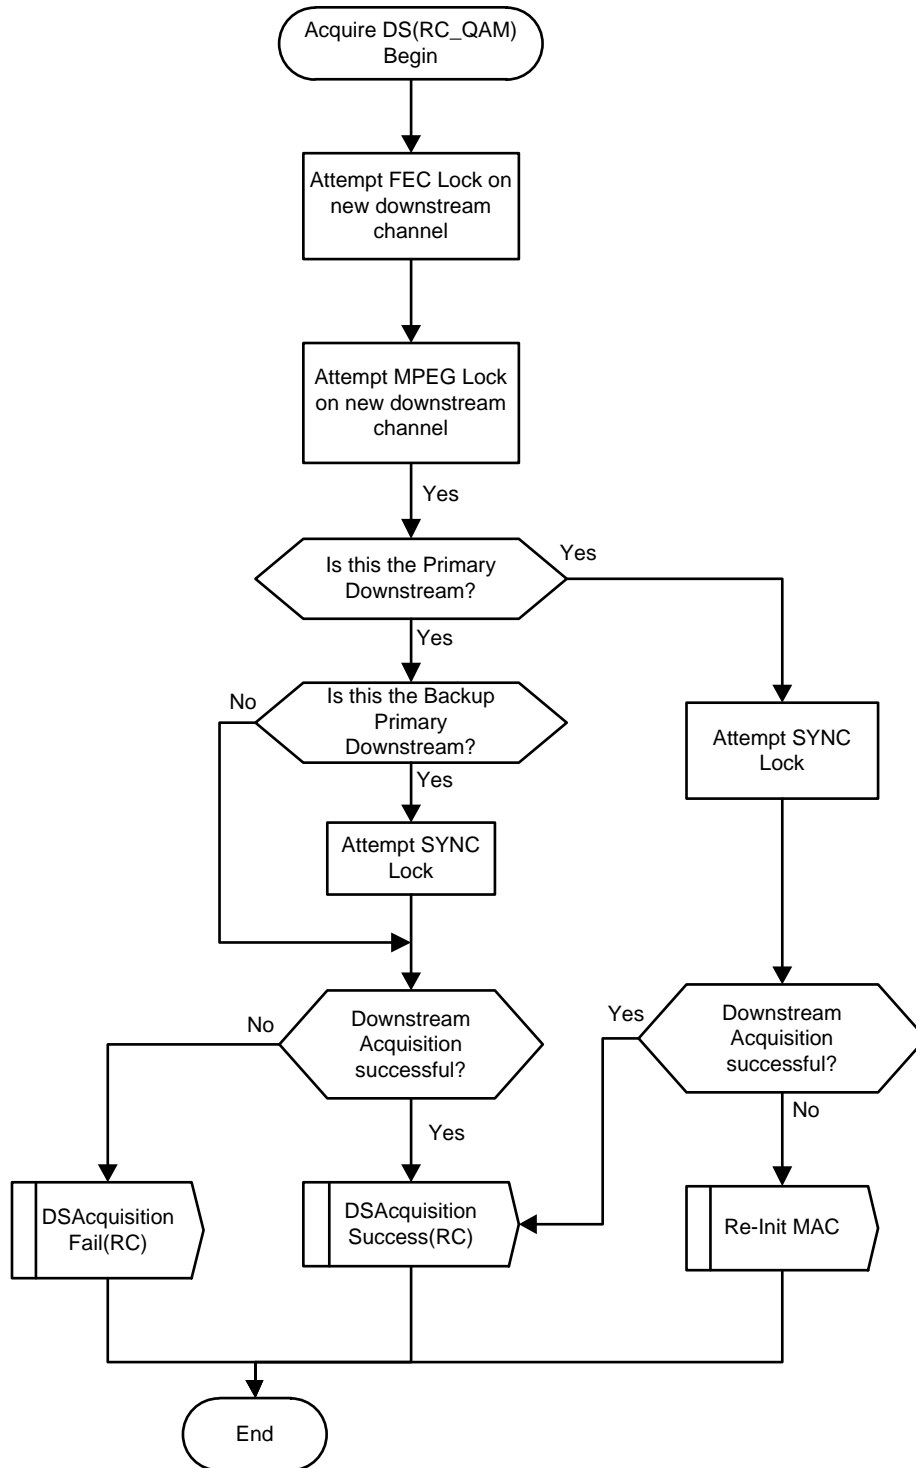 Acquire DS(RC_QAM)
Begin
Attempt FEC Lock on
new downstream
channel
Attempt MPEG Lock
on new downstream
channel
Yes
Is this the Primary
Downstream?
Yes
Yes
Is this the Backup
Primary
Downstream?
No
Yes
Attempt SYNC
Lock
Attempt SYNC
Lock
Downstream
Acquisition
successful?
No
Yes
Downstream
Acquisition
successful?
Yes
No
DSAcquisition
Fail(RC)
DSAcquisition
Success(RC)
Re-Init MAC
End